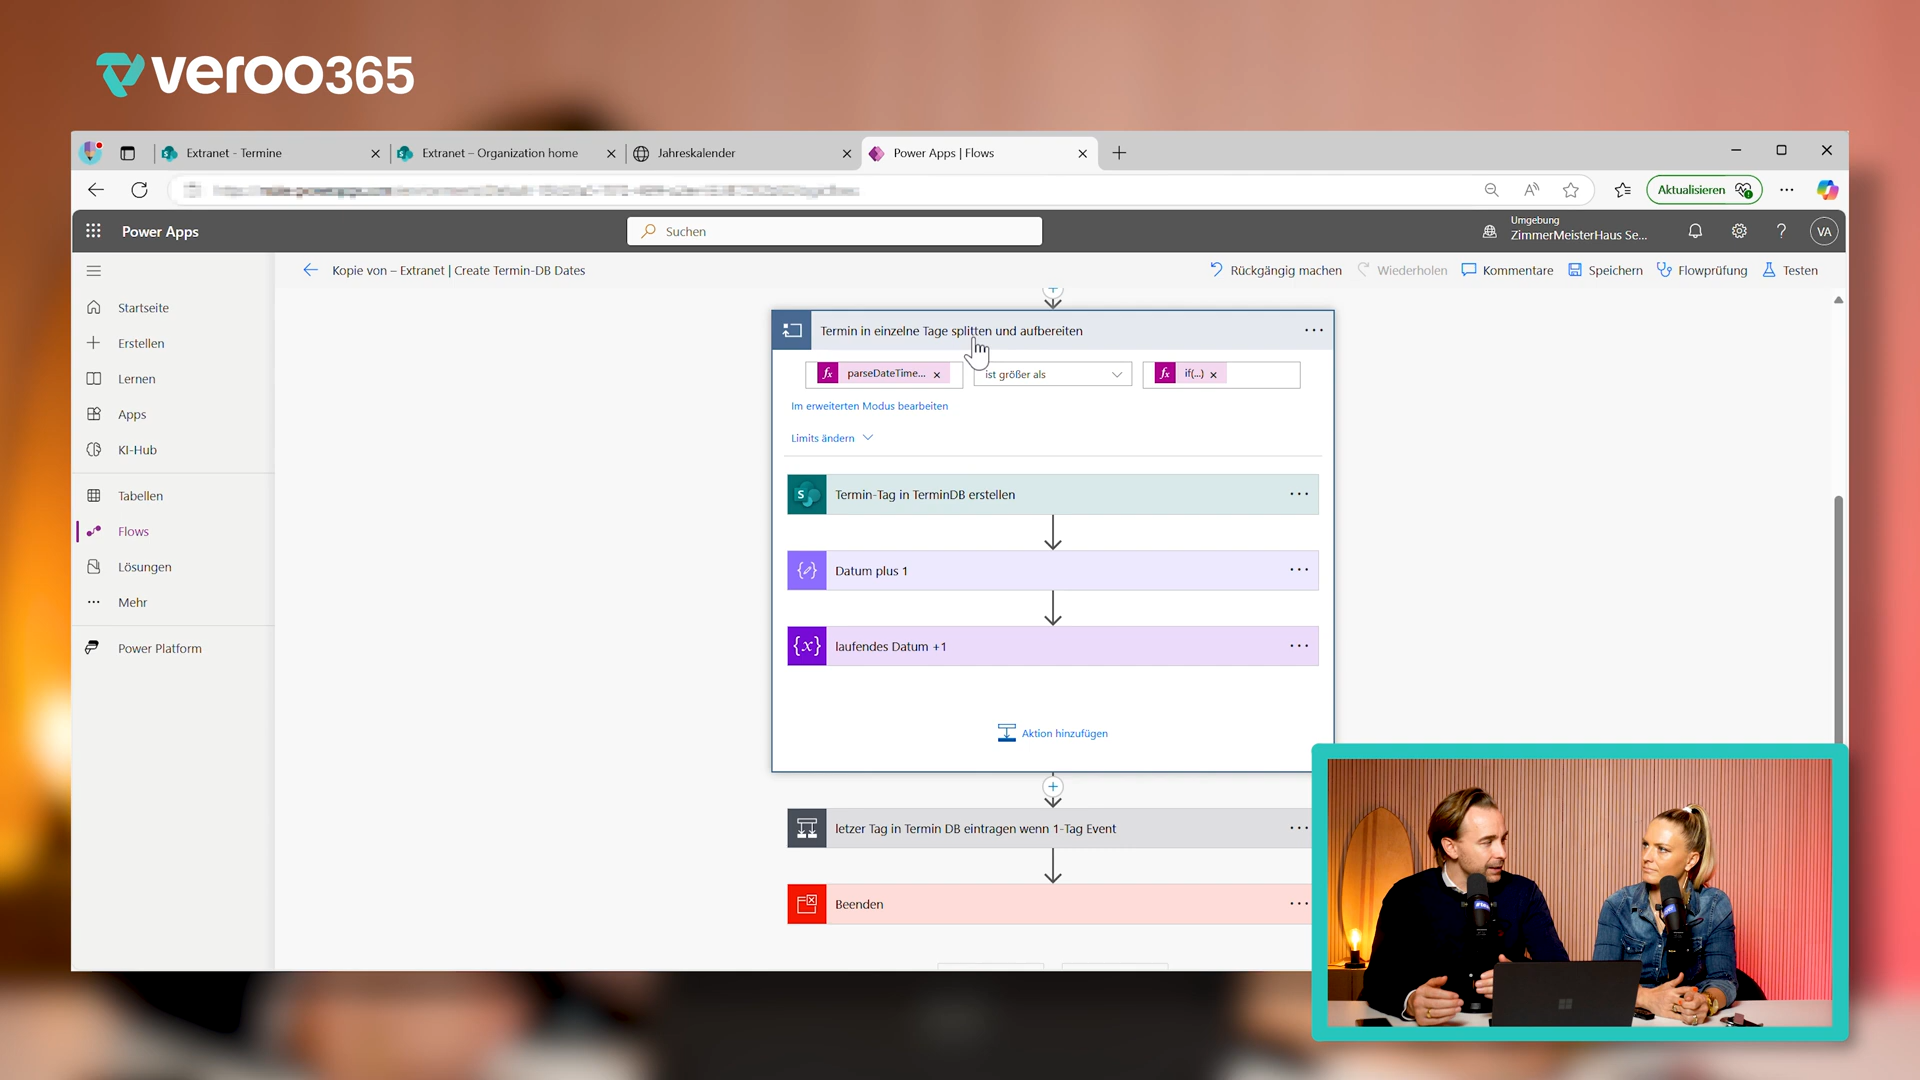 veroo365
Extranet - Termine
Extranet – Organization home
Jahreskalender
Power Apps | Flows
Aktualisieren
Power Apps
Suchen
Umgebung
ZimmerMeisterHaus Se...
VA
Kopie von – Extranet | Create Termin-DB Dates
Rückgängig machen
Wiederholen
Kommentare
Speichern
Flowprüfung
Testen
Startseite
Erstellen
Lernen
Apps
KI-Hub
Tabellen
Flows
Lösungen
Mehr
Power Platform
Termin in einzelne Tage splitten und aufbereiten
parseDateTime...
ist größer als
if(...)
Im erweiterten Modus bearbeiten
Limits ändern
Termin-Tag in TerminDB erstellen
Datum plus 1
laufendes Datum +1
Aktion hinzufügen
letzer Tag in Termin DB eintragen wenn 1-Tag Event
Beenden